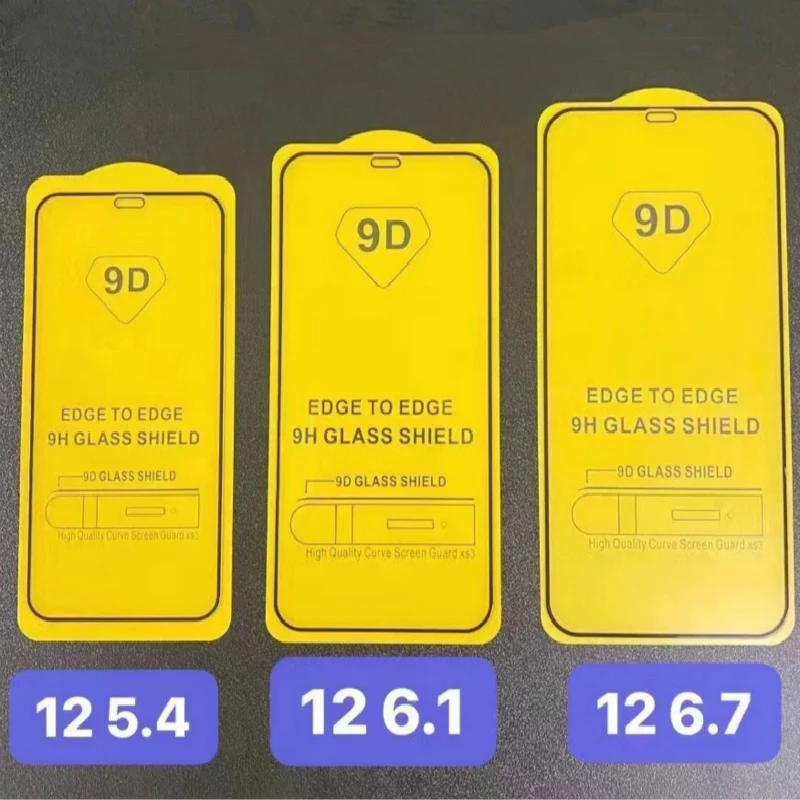 9D
EDGE TO EDGE
9H GLASS SHIELD
9D GLASS SHIELD
High Quality Curve Screen Guard xs3
12 5.4
9D
EDGE TO EDGE
9H GLASS SHIELD
9D GLASS SHIELD
High Quality Curve Screen Guard xs3
12 6.1
9D
EDGE TO EDGE
9H GLASS SHIELD
9D GLASS SHIELD
High Quality Curve Screen Guard xs3
12 6.7